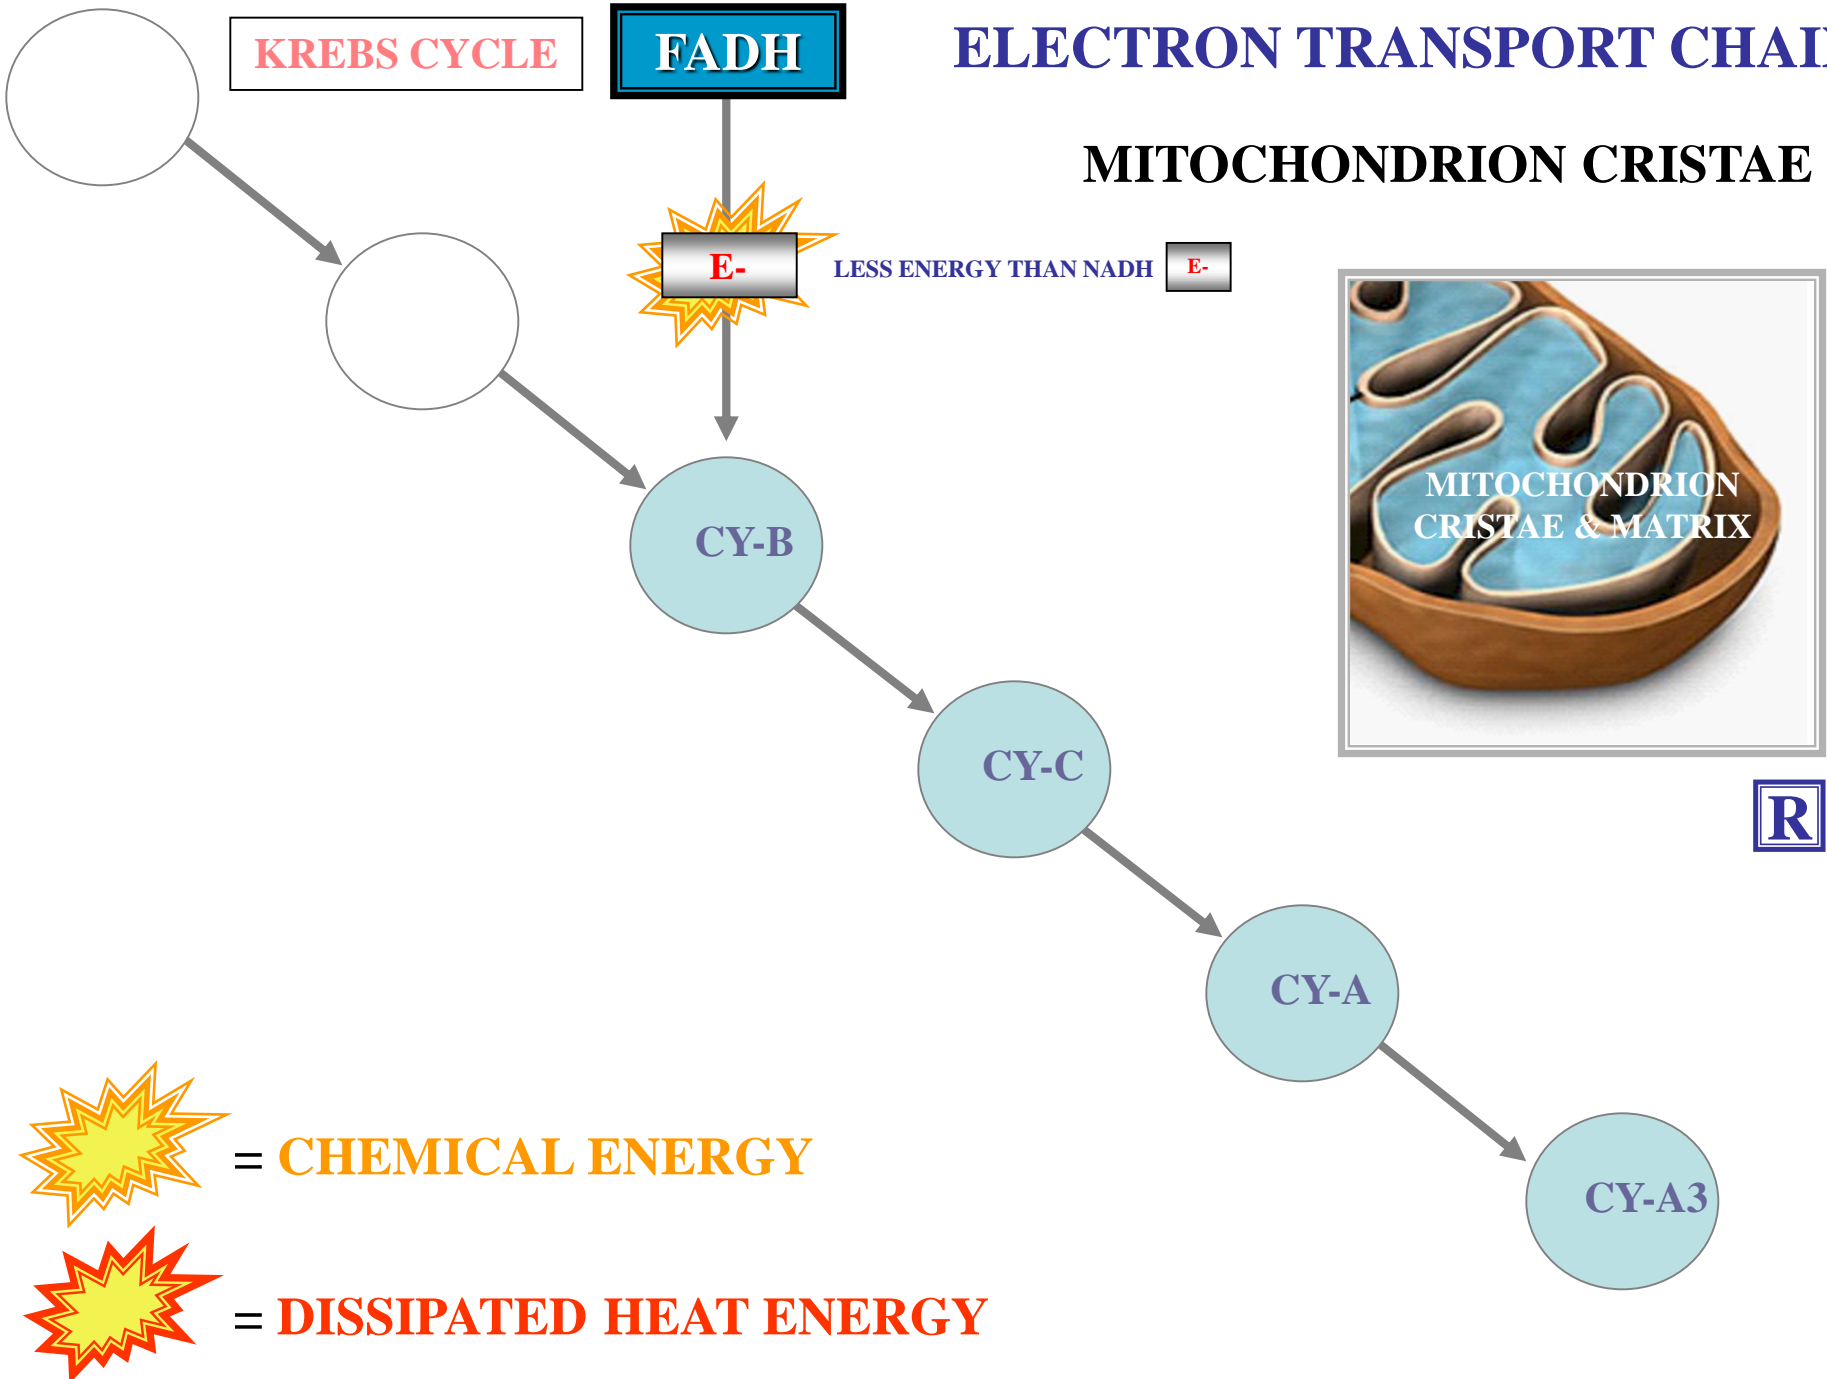 KREBS CYCLE
FADH
ELECTRON TRANSPORT CHAI
MITOCHONDRION CRISTAE
E-
LESS ENERGY THAN NADH
E-
MITOCHONDRION
CRISTAE & MATRIX
CY-B
CY-C
R
CY-A
CY-A3
= CHEMICAL ENERGY
= DISSIPATED HEAT ENERGY